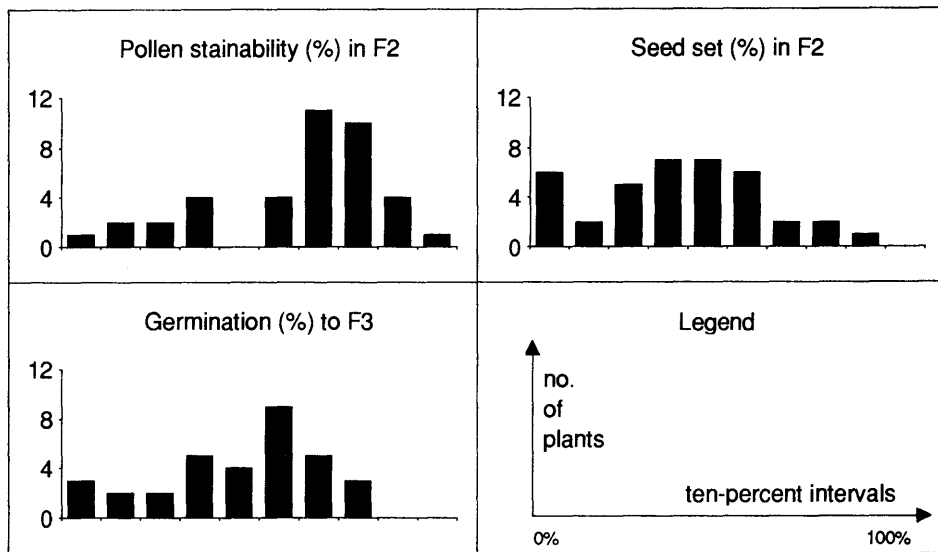 Pollen stainability (%) in F2
12
8
4
0
Seed set (%) in F2
12
8
4
0
Germination (%) to F3
12
8
4
0
Legend
no.
of
plants
ten-percent intervals
0%
100%